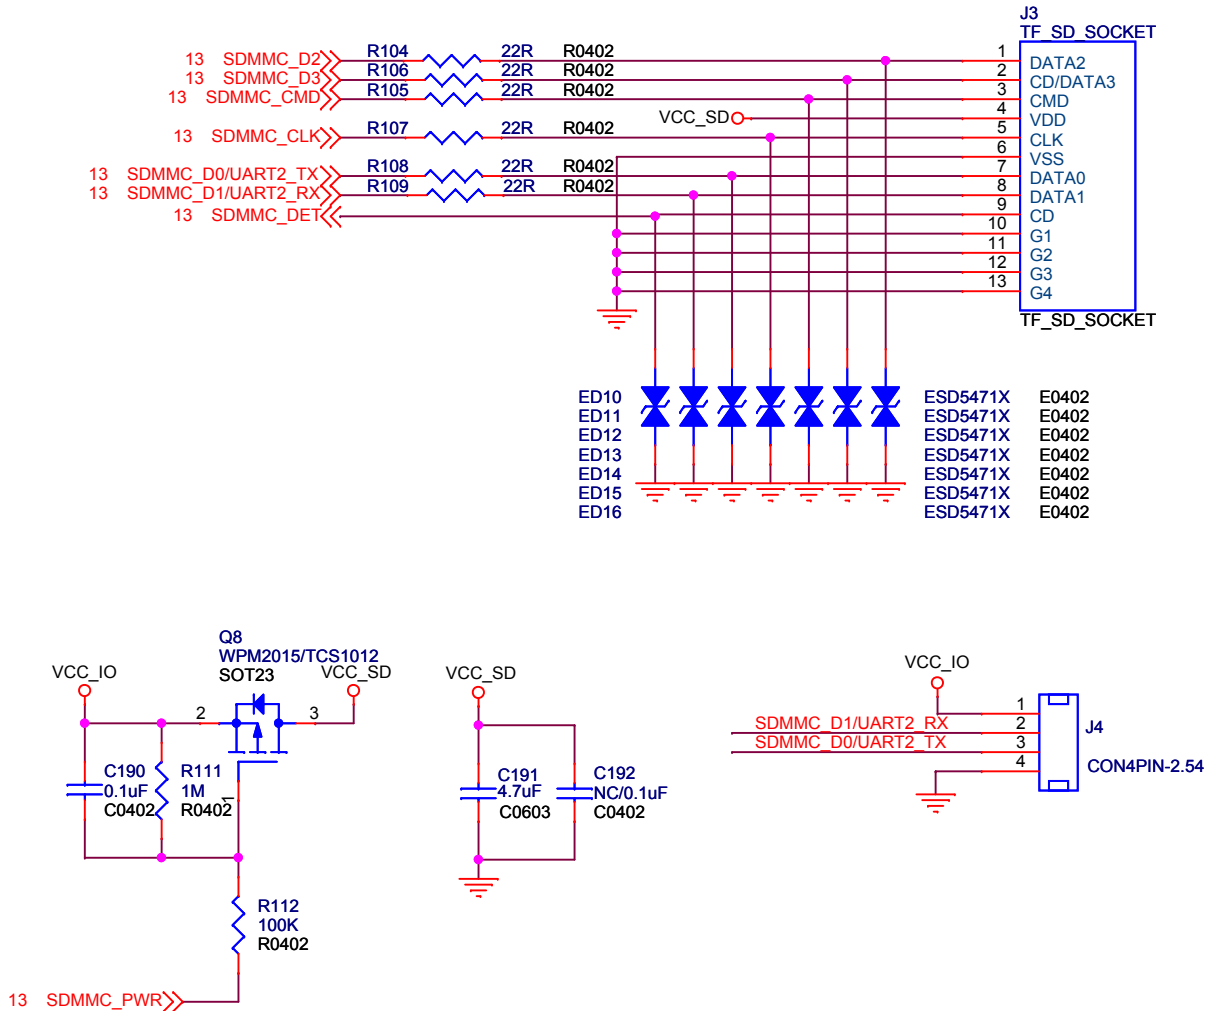 J3
TF_SD_SOCKET
13 SDMMC_D2 R104 22R R0402 1 DATA2
13 SDMMC_D3 R106 22R R0402 2 CD/DATA3
13 SDMMC_CMD R105 22R R0402 3 CMD
VCC_SD 4 VDD
13 SDMMC_CLK R107 22R R0402 5 CLK
6 VSS
13 SDMMC_D0/UART2_TX R108 22R R0402 7 DATA0
13 SDMMC_D1/UART2_RX R109 22R R0402 8 DATA1
13 SDMMC_DET 9 CD
10 G1
11 G2
12 G3
13 G4
TF_SD_SOCKET
ED10 ESD5471X E0402
ED11 ESD5471X E0402
ED12 ESD5471X E0402
ED13 ESD5471X E0402
ED14 ESD5471X E0402
ED15 ESD5471X E0402
ED16 ESD5471X E0402
Q8
WPM2015/TCS1012
SOT23
VCC_IO
VCC_SD
2 3
C190
0.1uF
C0402
R111
1M
R0402
1
R112
100K
R0402
13 SDMMC_PWR
VCC_SD
C191
4.7uF
C0603
C192
NC/0.1uF
C0402
VCC_IO
1
SDMMC_D1/UART2_RX 2
SDMMC_D0/UART2_TX 3
4
J4
CON4PIN-2.54